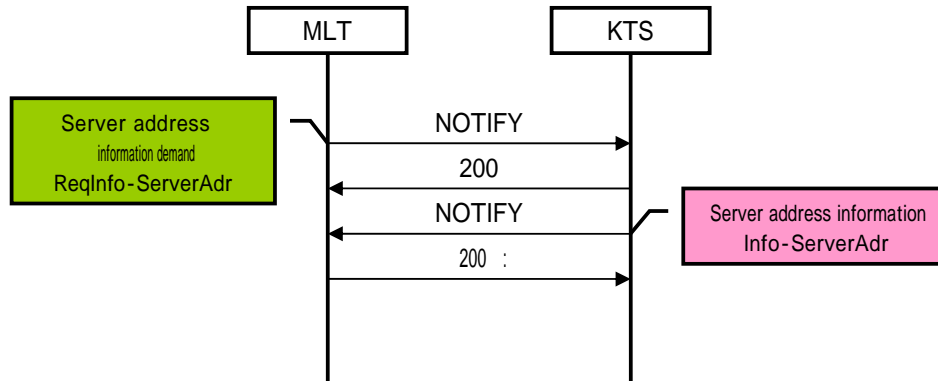 MLT
KTS
Server address
information demand
ReqInfo-ServerAdr
NOTIFY
200
NOTIFY
Server address information
Info-ServerAdr
200 :